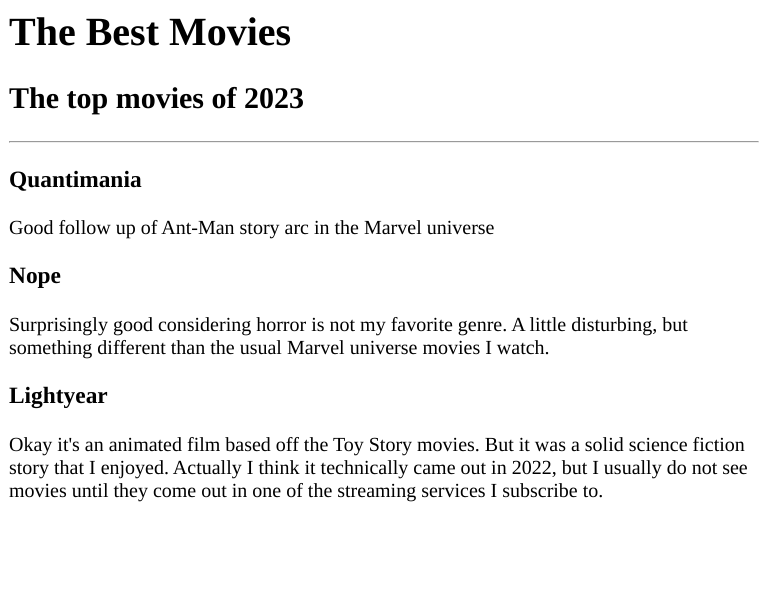 The Best Movies
The top movies of 2023
Quantimania
Good follow up of Ant-Man story arc in the Marvel universe
Nope
Surprisingly good considering horror is not my favorite genre. A little disturbing, but
something different than the usual Marvel universe movies I watch.
Lightyear
Okay it's an animated film based off the Toy Story movies. But it was a solid science fiction
story that I enjoyed. Actually I think it technically came out in 2022, but I usually do not see
movies until they come out in one of the streaming services I subscribe to.